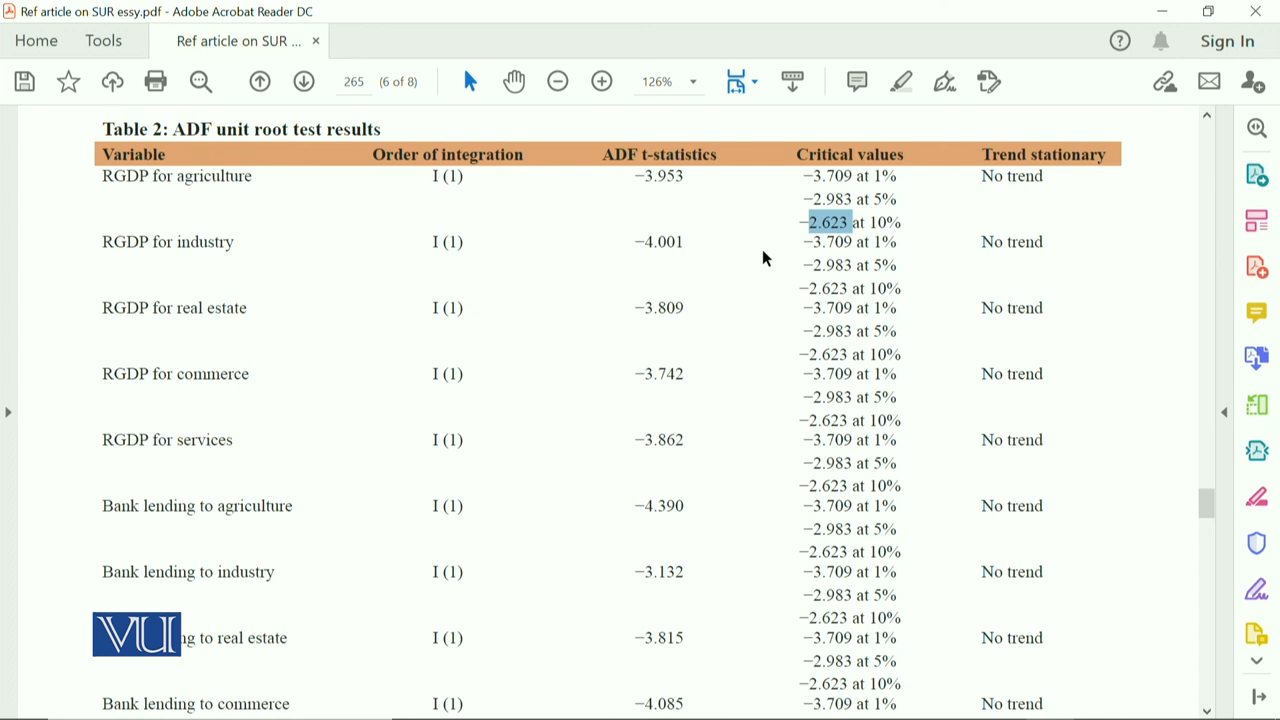 Ref article on SUR essy.pdf - Adobe Acrobat Reader DC
Home Tools Ref article on SUR ... × Sign In
265 (6 of 8) 126%
Table 2: ADF unit root test results
Variable Order of integration ADF t-statistics Critical values Trend stationary
RGDP for agriculture I (1) −3.953 −3.709 at 1% No trend
−2.983 at 5%
−2.623 at 10%
RGDP for industry I (1) −4.001 −3.709 at 1% No trend
−2.983 at 5%
−2.623 at 10%
RGDP for real estate I (1) −3.809 −3.709 at 1% No trend
−2.983 at 5%
−2.623 at 10%
RGDP for commerce I (1) −3.742 −3.709 at 1% No trend
−2.983 at 5%
−2.623 at 10%
RGDP for services I (1) −3.862 −3.709 at 1% No trend
−2.983 at 5%
−2.623 at 10%
Bank lending to agriculture I (1) −4.390 −3.709 at 1% No trend
−2.983 at 5%
−2.623 at 10%
Bank lending to industry I (1) −3.132 −3.709 at 1% No trend
−2.983 at 5%
−2.623 at 10%
VU ng to real estate I (1) −3.815 −3.709 at 1% No trend
−2.983 at 5%
−2.623 at 10%
Bank lending to commerce I (1) −4.085 −3.709 at 1% No trend